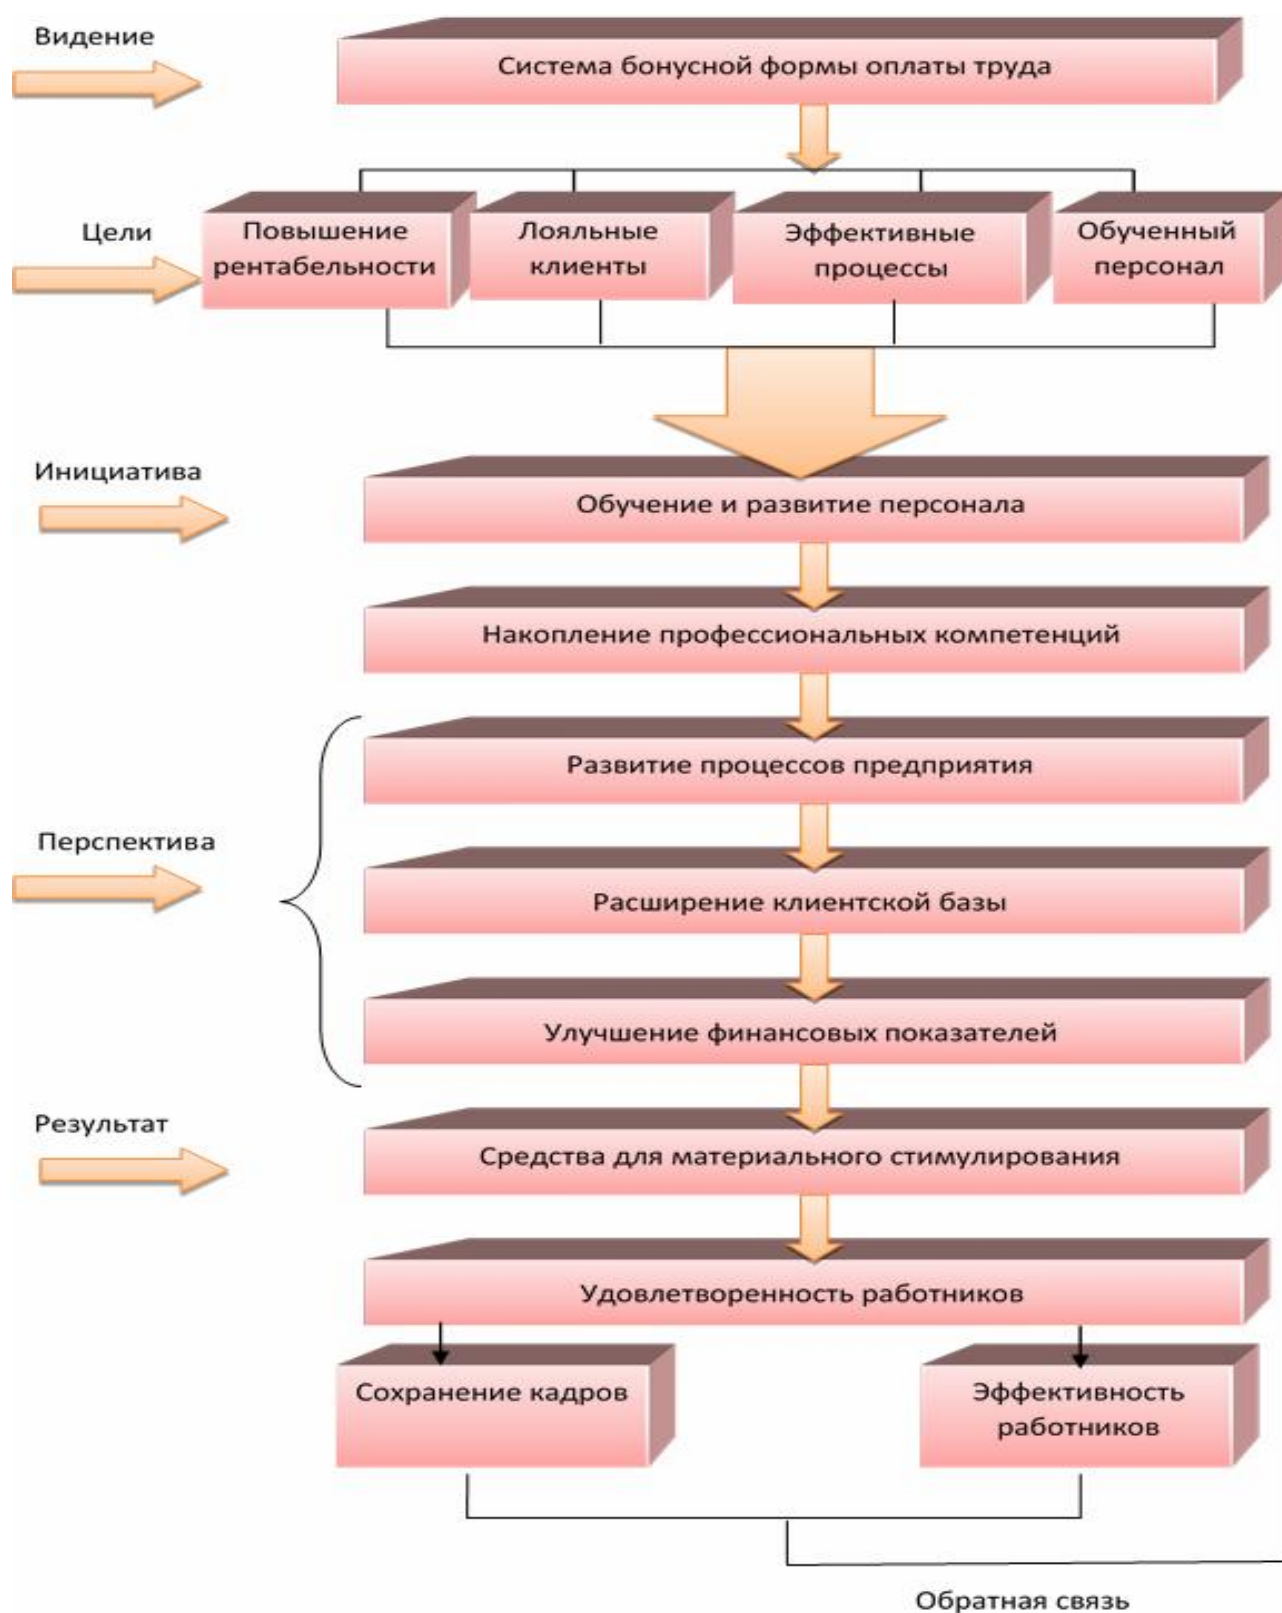 Видение
Система бонусной формы оплаты труда
Цели
Повышение
рентабельности
Лояльные
клиенты
Эффективные
процессы
Обученный
персонал
Инициатива
Обучение и развитие персонала
Накопление профессиональных компетенций
Развитие процессов предприятия
Перспектива
Расширение клиентской базы
Улучшение финансовых показателей
Результат
Средства для материального стимулирования
Удовлетворенность работников
Сохранение кадров
Эффективность
работников
Обратная связь